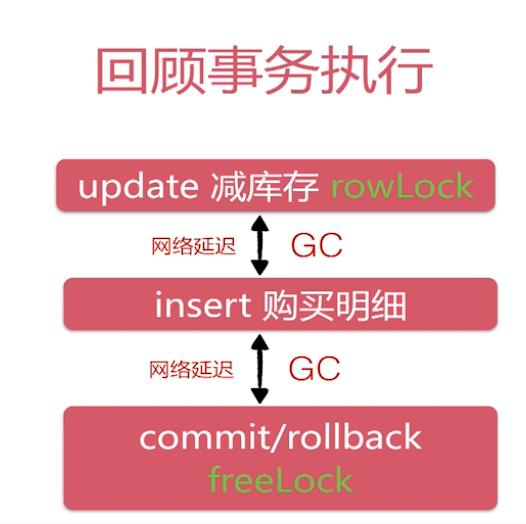 回顾事务执行
update 减库存 rowLock
网络延迟 GC
insert 购买明细
网络延迟 GC
commit/rollback
freeLock